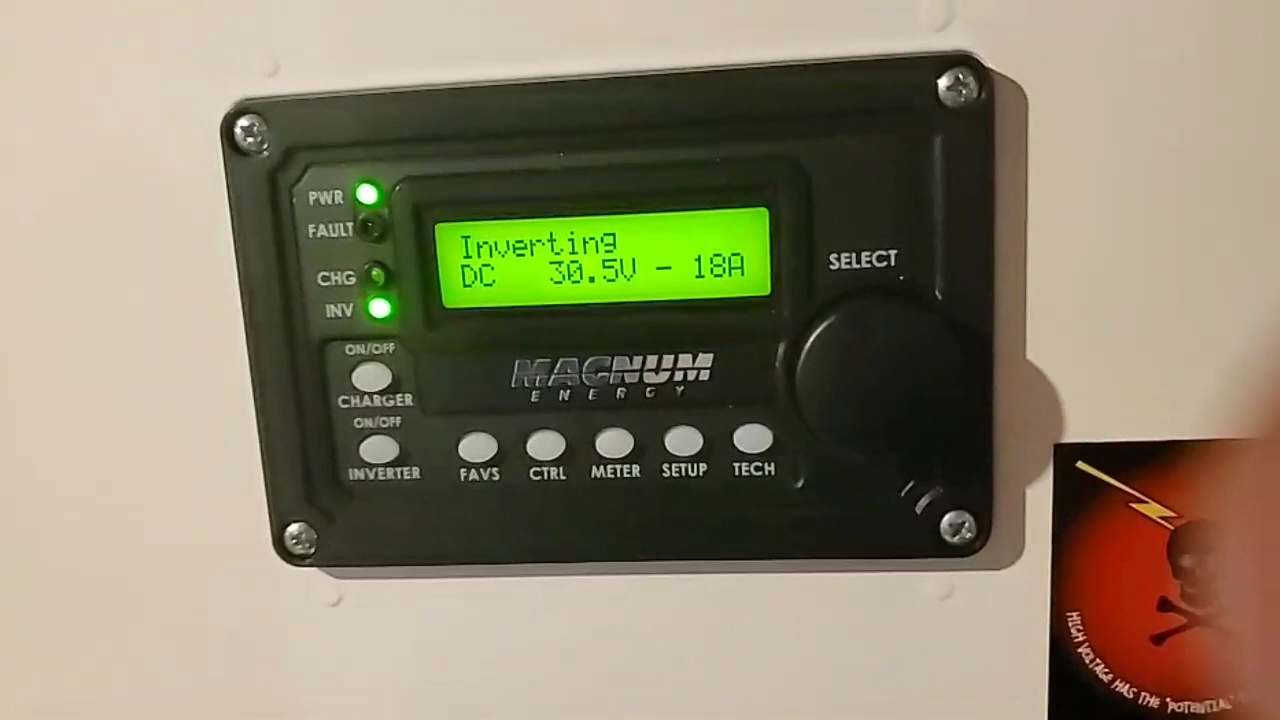 PWR
FAULT
CHG
INV
Inverting
DC 30.5V - 18A
SELECT
ON/OFF
CHARGER
ON/OFF
INVERTER
MAGNUM
ENERGY
FAVS
CTRL
METER
SETUP
TECH
HIGH VOLTAGE HAS THE "POTENTIAL"